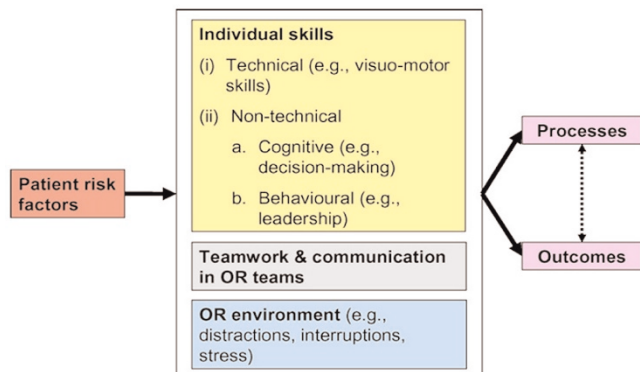 Individual skills
(i) Technical (e.g., visuo-motor
skills)
(ii) Non-technical
a. Cognitive (e.g.,
decision-making)
b. Behavioural (e.g.,
leadership)
Patient risk
factors
Teamwork & communication
in OR teams
OR environment (e.g.,
distractions, interruptions,
stress)
Processes
Outcomes